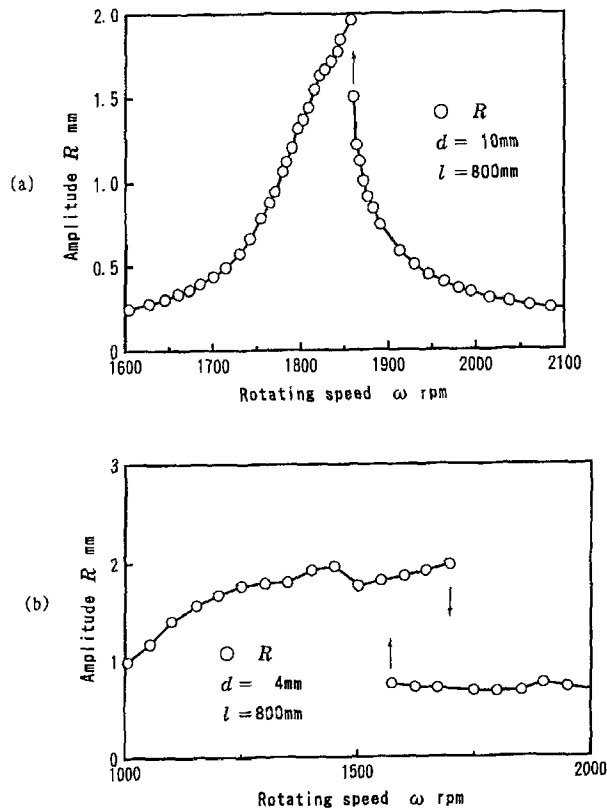 (a)
Amplitude R mm
2.0
1.5
1.0
0.5
0
R
d = 10mm
l = 800mm
1600 1700 1800 1900 2000 2100
Rotating speed ω rpm
(b)
Amplitude R mm
3
2
1
0
R
d = 4mm
l = 800mm
1000 1500 2000
Rotating speed ω rpm